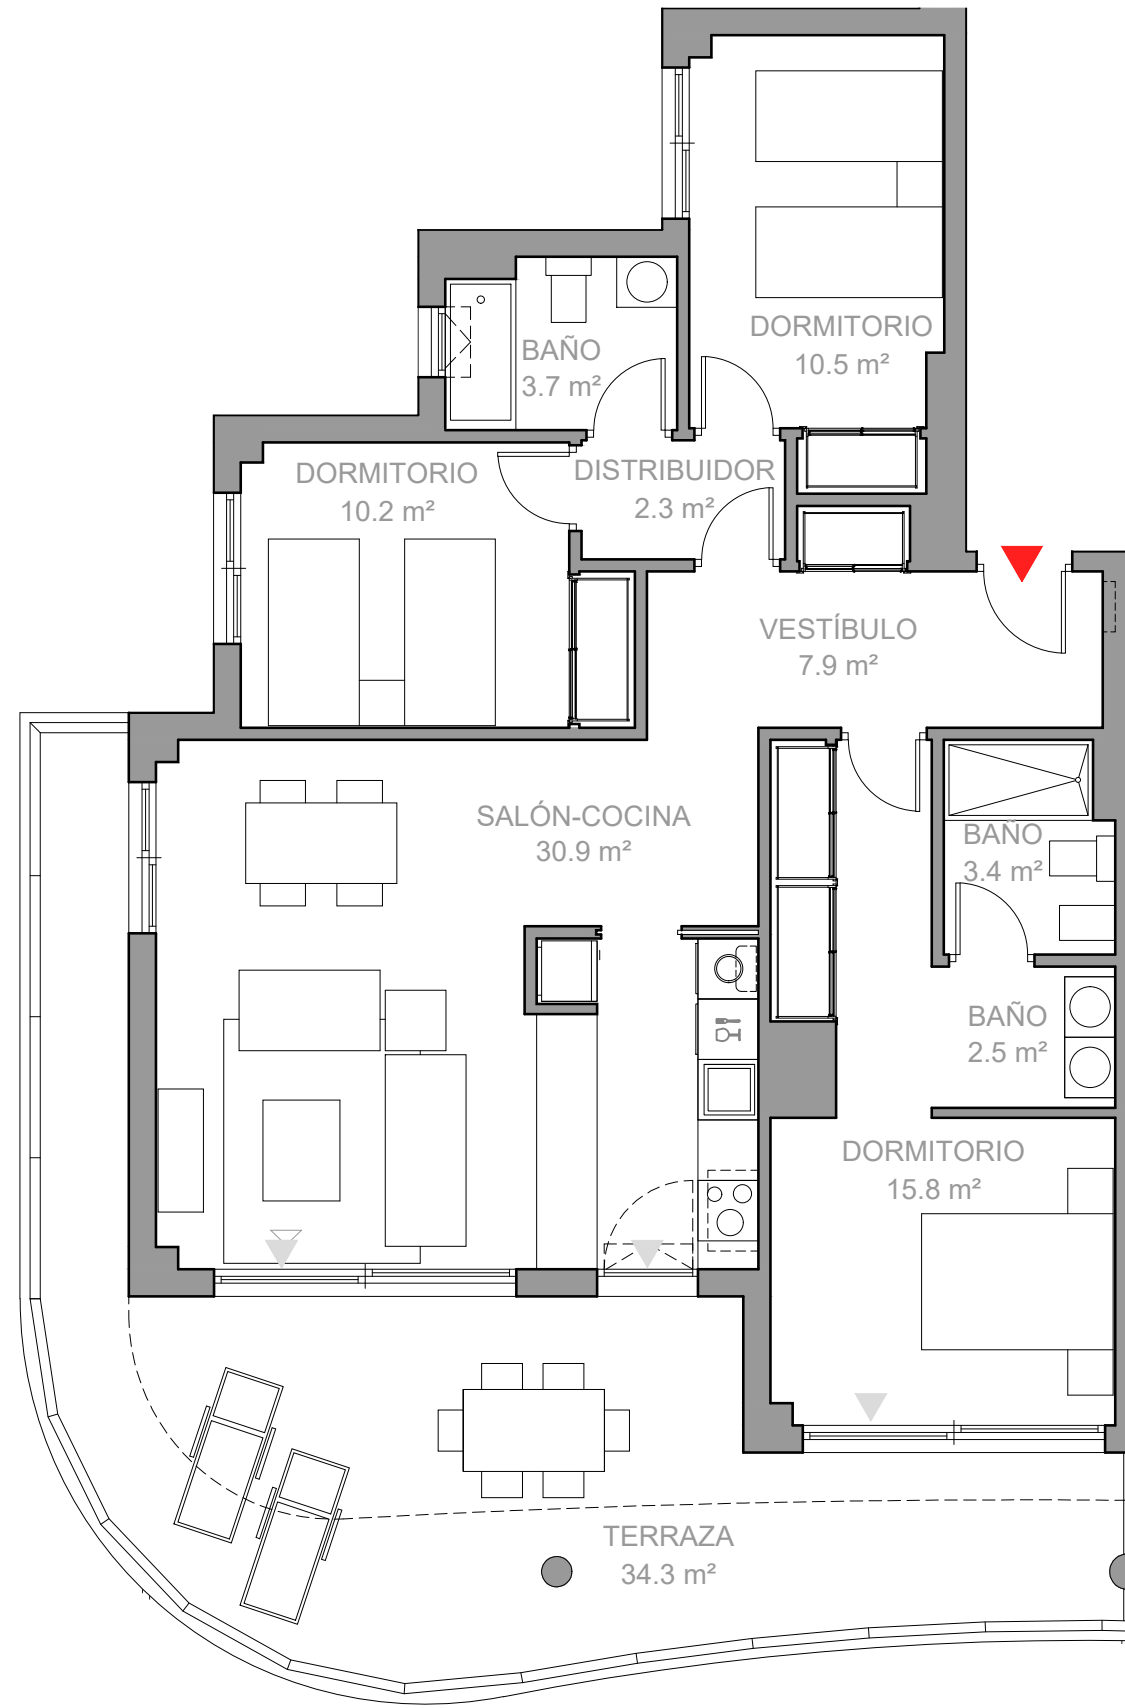 DORMITORIO
10.5 m²
BAÑO
3.7 m²
DORMITORIO
10.2 m²
DISTRIBUIDOR
2.3 m²
VESTÍBULO
7.9 m²
SALÓN-COCINA
30.9 m²
BAÑO
3.4 m²
BAÑO
2.5 m²
DORMITORIO
15.8 m²
TERRAZA
34.3 m²